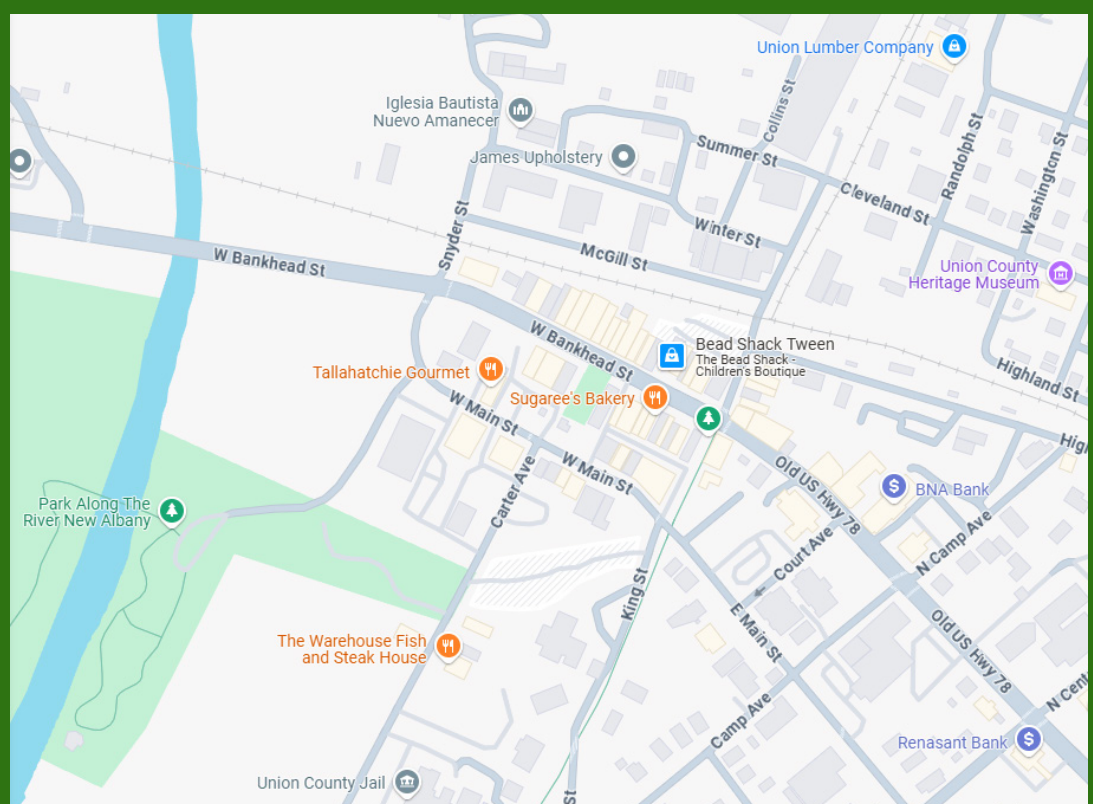 Union Lumber Company
Iglesia Bautista
Nuevo Amanecer
Collins St
Randolph St
Washington St
James Upholstery
Summer St
Cleveland St
Snyder St
Winter St
McGill St
W Bankhead St
Union County
Heritage Museum
W Bankhead St
Bead Shack Tween
The Bead Shack -
Children's Boutique
Highland St
Tallahatchie Gourmet
Sugaree's Bakery
W Main St
W Main St
Old US Hwy 78
BNA Bank
Park Along The
River New Albany
Carter Ave
Court Ave
N Camp Ave
King St
E Main St
Old US Hwy 78
The Warehouse Fish
and Steak House
Camp Ave
N Cent
Renasant Bank
Union County Jail
St